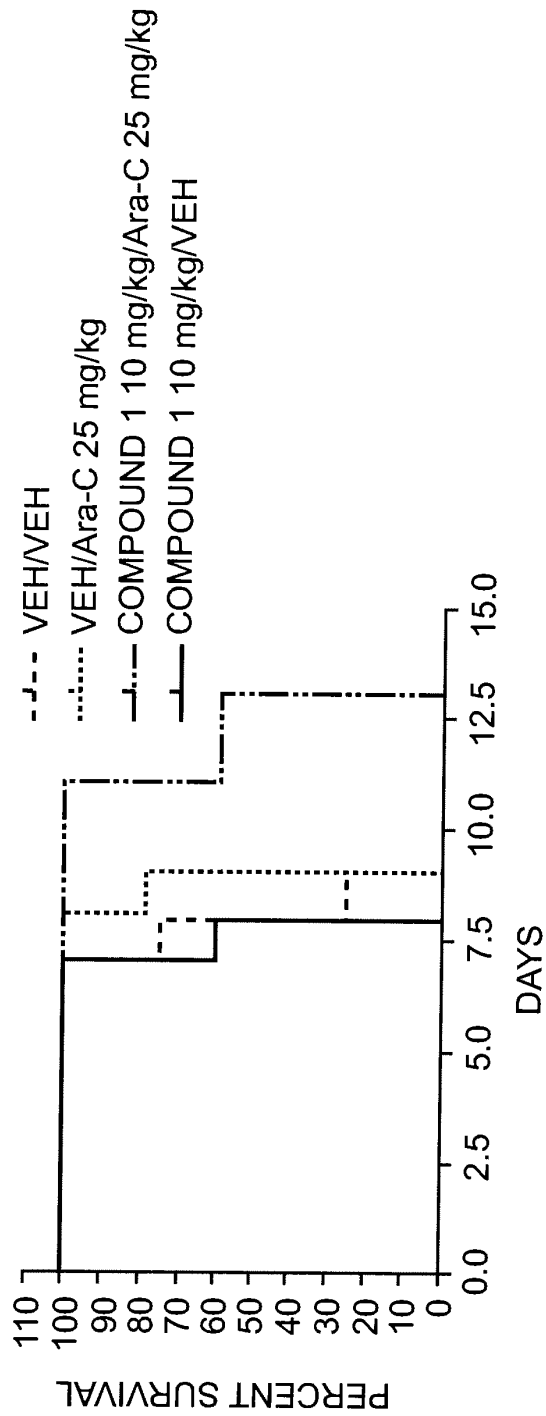 VEH/VEH
VEH/Ara-C 25 mg/kg
COMPOUND 1 10 mg/kg/Ara-C 25 mg/kg
COMPOUND 1 10 mg/kg/VEH
PERCENT SURVIVAL
110
100
90
80
70
60
50
40
30
20
10
0
0.0 2.5 5.0 7.5 10.0 12.5 15.0
DAYS